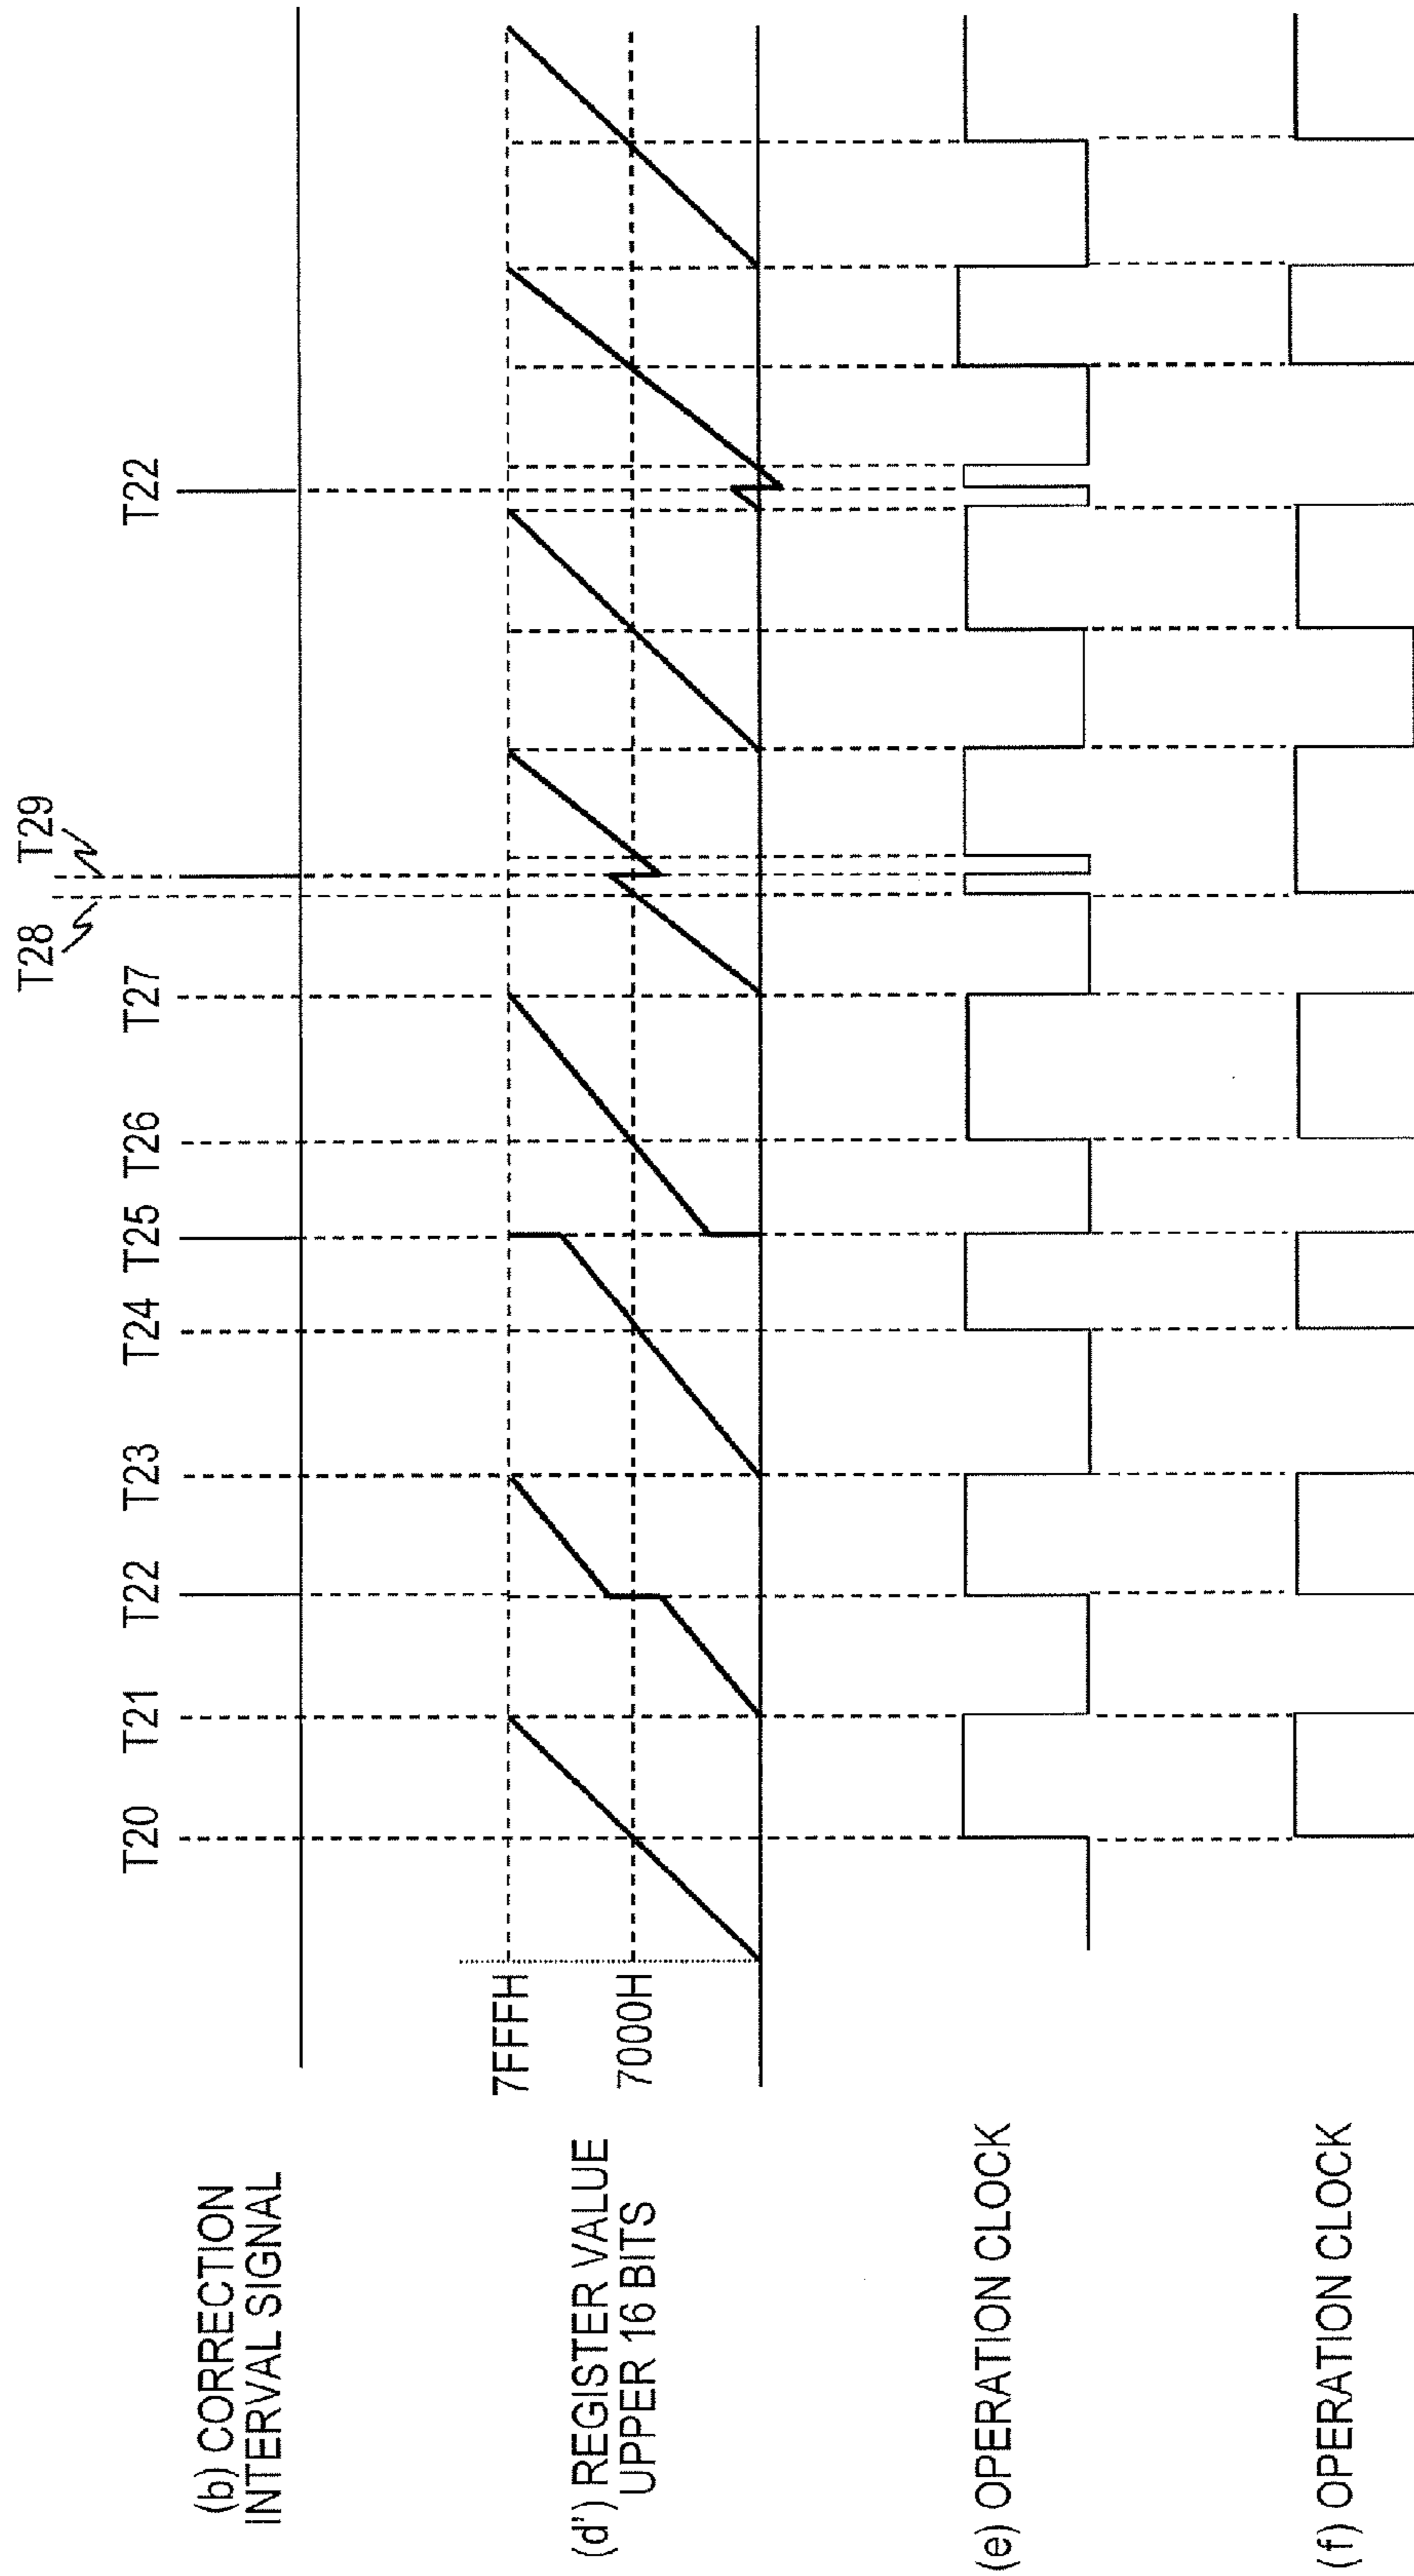 T28 T29
T20 T21 T22 T23 T24 T25 T26 T27 T22
(b) CORRECTION
INTERVAL SIGNAL
7FFFH
7000H
(d') REGISTER VALUE
UPPER 16 BITS
(e) OPERATION CLOCK
(f) OPERATION CLOCK